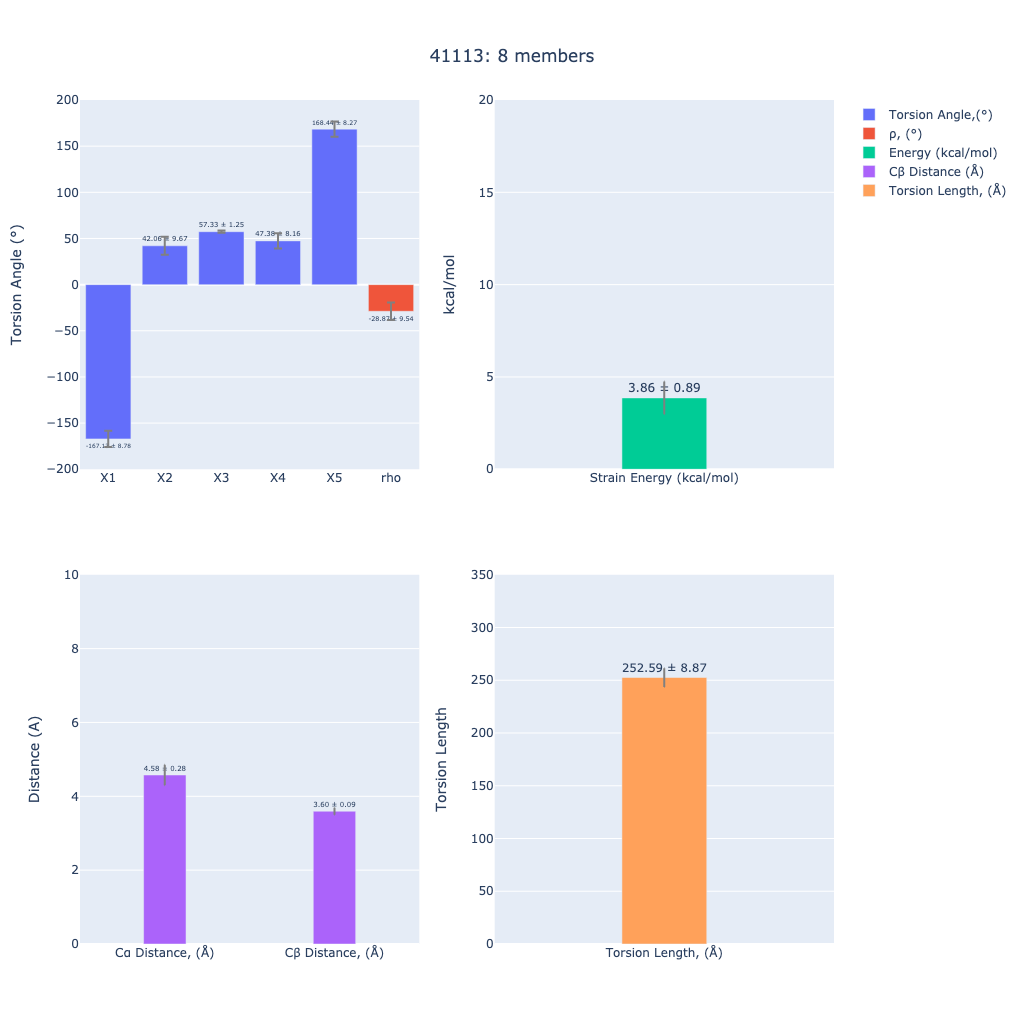 41113: 8 members
Torsion Angle (°)
200
150
100
50
0
−50
−100
−150
−200
168.44 ± 8.27
57.33 ± 1.25
42.06 ± 9.67
47.38 ± 8.16
-28.87 ± 9.54
X1
X2
X3
X4
X5
rho
kcal/mol
20
15
10
5
0
3.86 ± 0.89
Strain Energy (kcal/mol)
Torsion Angle,(°)
ρ, (°)
Energy (kcal/mol)
Cβ Distance (Å)
Torsion Length, (Å)
Distance (A)
10
8
6
4
2
0
4.58 ± 0.28
3.60 ± 0.09
Cα Distance, (Å)
Cβ Distance, (Å)
Torsion Length
350
300
250
200
150
100
50
0
252.59 ± 8.87
Torsion Length, (Å)